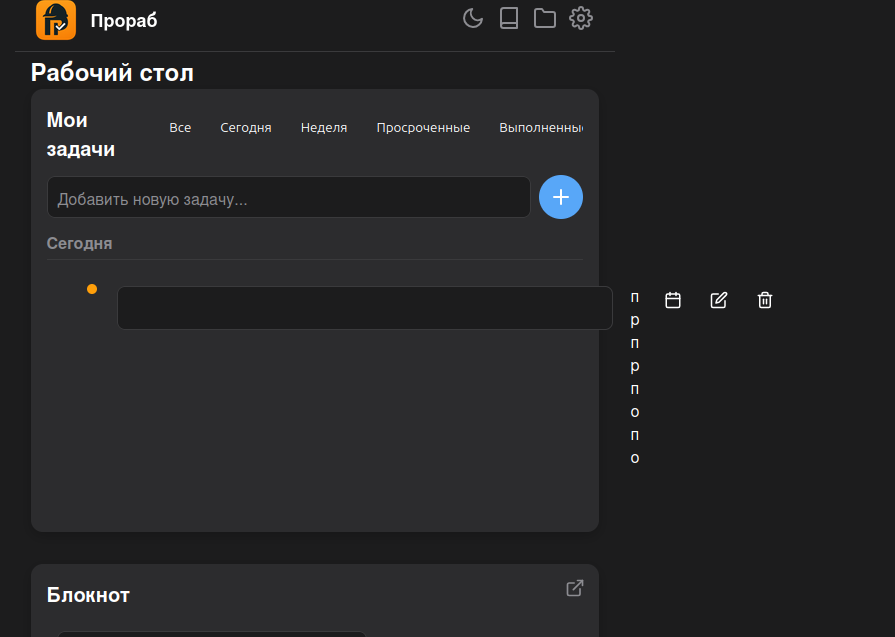 Прораб
Рабочий стол
Мои задачи
Все Сегодня Неделя Просроченные Выполненны
Добавить новую задачу...
Сегодня
п
р
п
р
п
о
п
о
Блокнот